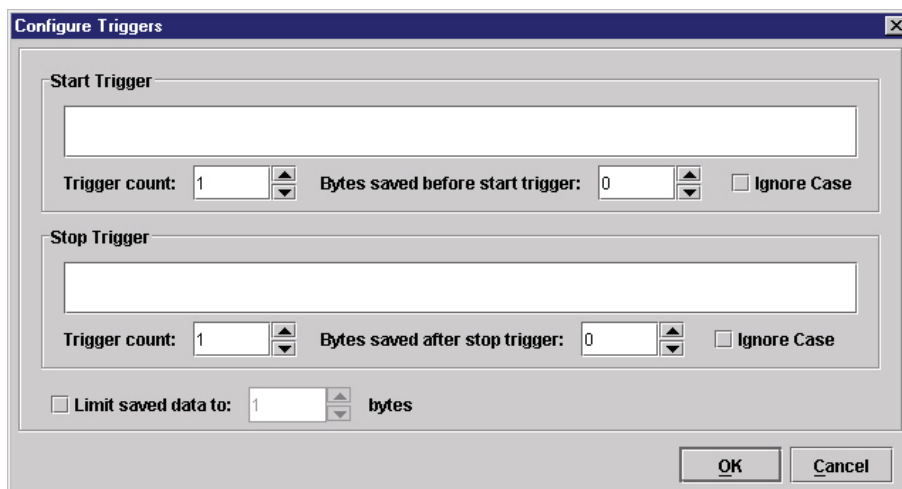 Configure Triggers
Start Trigger
Trigger count: 1 Bytes saved before start trigger: 0 Ignore Case
Stop Trigger
Trigger count: 1 Bytes saved after stop trigger: 0 Ignore Case
Limit saved data to: 1 bytes
OK Cancel